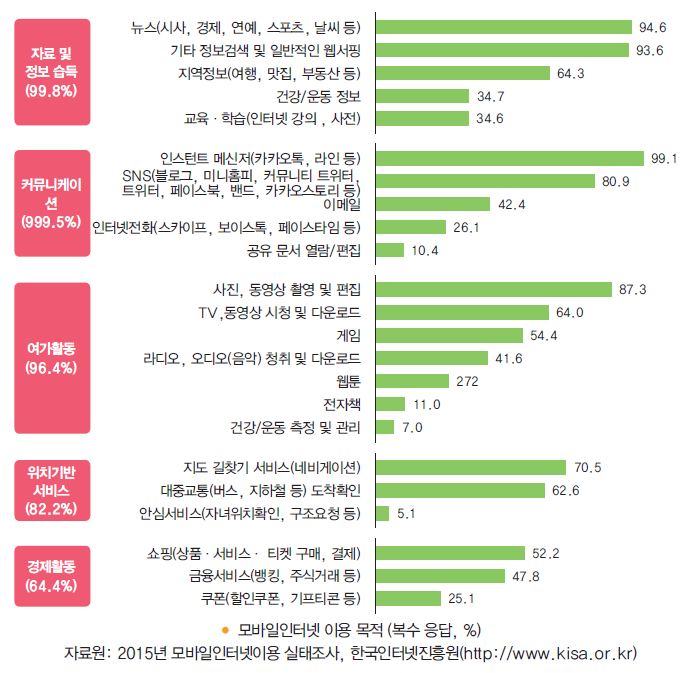 자료 및
정보 습득
(99.8%)
뉴스(시사, 경제, 연예, 스포츠, 날씨 등) 94.6
기타 정보검색 및 일반적인 웹서핑 93.6
지역정보(여행, 맛집, 부동산 등) 64.3
건강/운동 정보 34.7
교육·학습(인터넷 강의 , 사전) 34.6
커뮤니케이
션
(999.5%)
인스턴트 메신저(카카오톡, 라인 등) 99.1
SNS(블로그, 미니홈피, 커뮤니티 트위터,
트위터, 페이스북, 밴드, 카카오스토리 등) 80.9
이메일 42.4
인터넷전화(스카이프, 보이스톡, 페이스타임 등) 26.1
공유 문서 열람/편집 10.4
여가활동
(96.4%)
사진, 동영상 촬영 및 편집 87.3
TV,동영상 시청 및 다운로드 64.0
게임 54.4
라디오, 오디오(음악) 청취 및 다운로드 41.6
웹툰 272
전자책 11.0
건강/운동 측정 및 관리 7.0
위치기반
서비스
(82.2%)
지도 길찾기 서비스(네비게이션) 70.5
대중교통(버스, 지하철 등) 도착확인 62.6
안심서비스(자녀위치확인, 구조요청 등) 5.1
경제활동
(64.4%)
쇼핑(상품·서비스· 티켓 구매, 결제) 52.2
금융서비스(뱅킹, 주식거래 등) 47.8
쿠폰(할인쿠폰, 기프티콘 등) 25.1
● 모바일인터넷 이용 목적 (복수 응답, %)
자료원: 2015년 모바일인터넷이용 실태조사, 한국인터넷진흥원(http://www.kisa.or.kr)